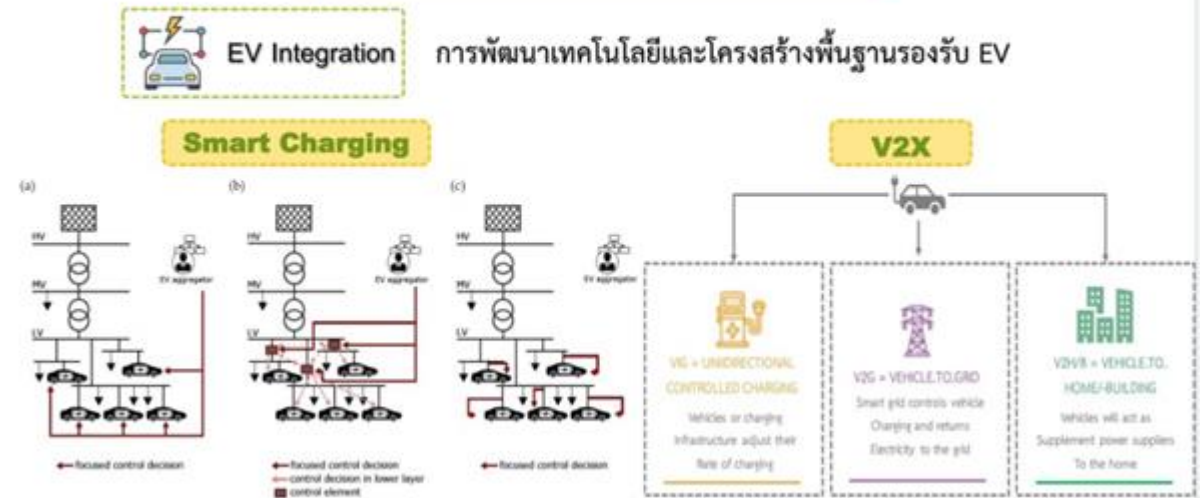 EV Integration
การพัฒนาเทคโนโลยีและโครงสร้างพื้นฐานรองรับ EV
Smart Charging
V2X
(a)
(b)
(c)
HV
HV
HV
EV aggregator
EV aggregator
EV aggregator
MV
MV
MV
LV
LV
LV
focused control decision
focused control decision
control decision in lower layer
control element
focused control decision
V1G = UNIDIRECTIONAL
CONTROLLED CHARGING
Vehicles or charging
Infrastructure adjust their
Rate of charging
V2G = VEHICLE.TO.GRID
Smart grid controls vehicle
Charging and returns
Electricity to the grid
V2H/B = VEHICLE.TO.
HOME/-BUILDING
Vehicles will act as
Supplement power suppliers
To the home